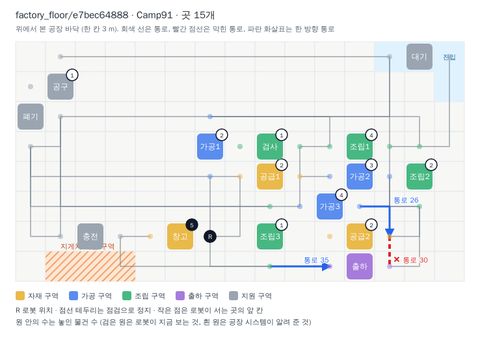 factory_floor/e7bec64888 · Camp91 · 곳 15개
위에서 본 공장 바닥 (한 칸 3 m). 회색 선은 통로, 빨간 점선은 막힌 통로, 파란 화살표는 한 방향 통로
대기
진입
공구
1
폐기
가공1
2
검사
1
조립1
4
공급1
2
가공2
3
조립2
2
가공3
4
통로 26
충전
창고
5
R
조립3
1
공급2
2
지게차 구역
통로 35
출하
통로 30
자재 구역
가공 구역
조립 구역
출하 구역
지원 구역
R 로봇 위치 · 점선 테두리는 점검으로 정지 · 작은 점은 로봇이 서는 곳의 앞 칸
원 안의 수는 놓인 물건 수 (검은 원은 로봇이 지금 보는 것, 흰 원은 공장 시스템이 알려 준 것)